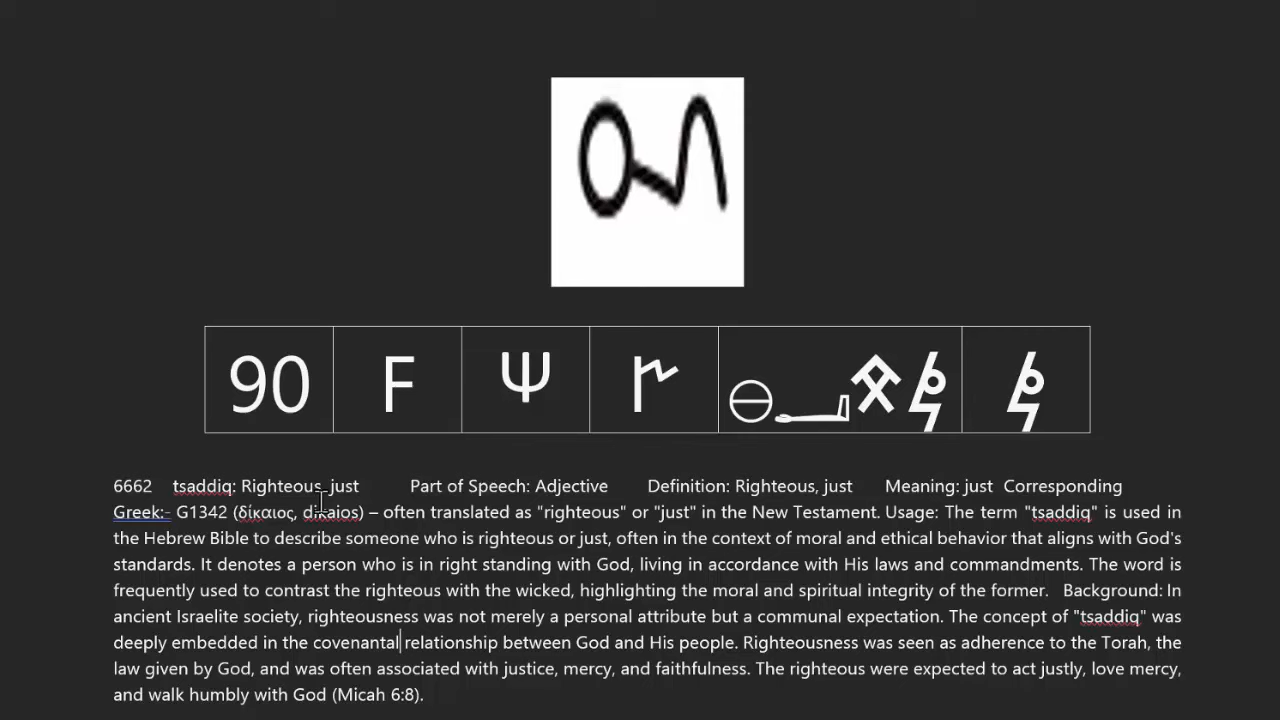 90 F Ψ
6662 tsaddiq: Righteous, just Part of Speech: Adjective Definition: Righteous, just Meaning: just Corresponding
Greek:- G1342 (δίκαιος, dikaios) – often translated as "righteous" or "just" in the New Testament. Usage: The term "tsaddiq" is used in
the Hebrew Bible to describe someone who is righteous or just, often in the context of moral and ethical behavior that aligns with God's
standards. It denotes a person who is in right standing with God, living in accordance with His laws and commandments. The word is
frequently used to contrast the righteous with the wicked, highlighting the moral and spiritual integrity of the former. Background: In
ancient Israelite society, righteousness was not merely a personal attribute but a communal expectation. The concept of "tsaddiq" was
deeply embedded in the covenantal relationship between God and His people. Righteousness was seen as adherence to the Torah, the
law given by God, and was often associated with justice, mercy, and faithfulness. The righteous were expected to act justly, love mercy,
and walk humbly with God (Micah 6:8).